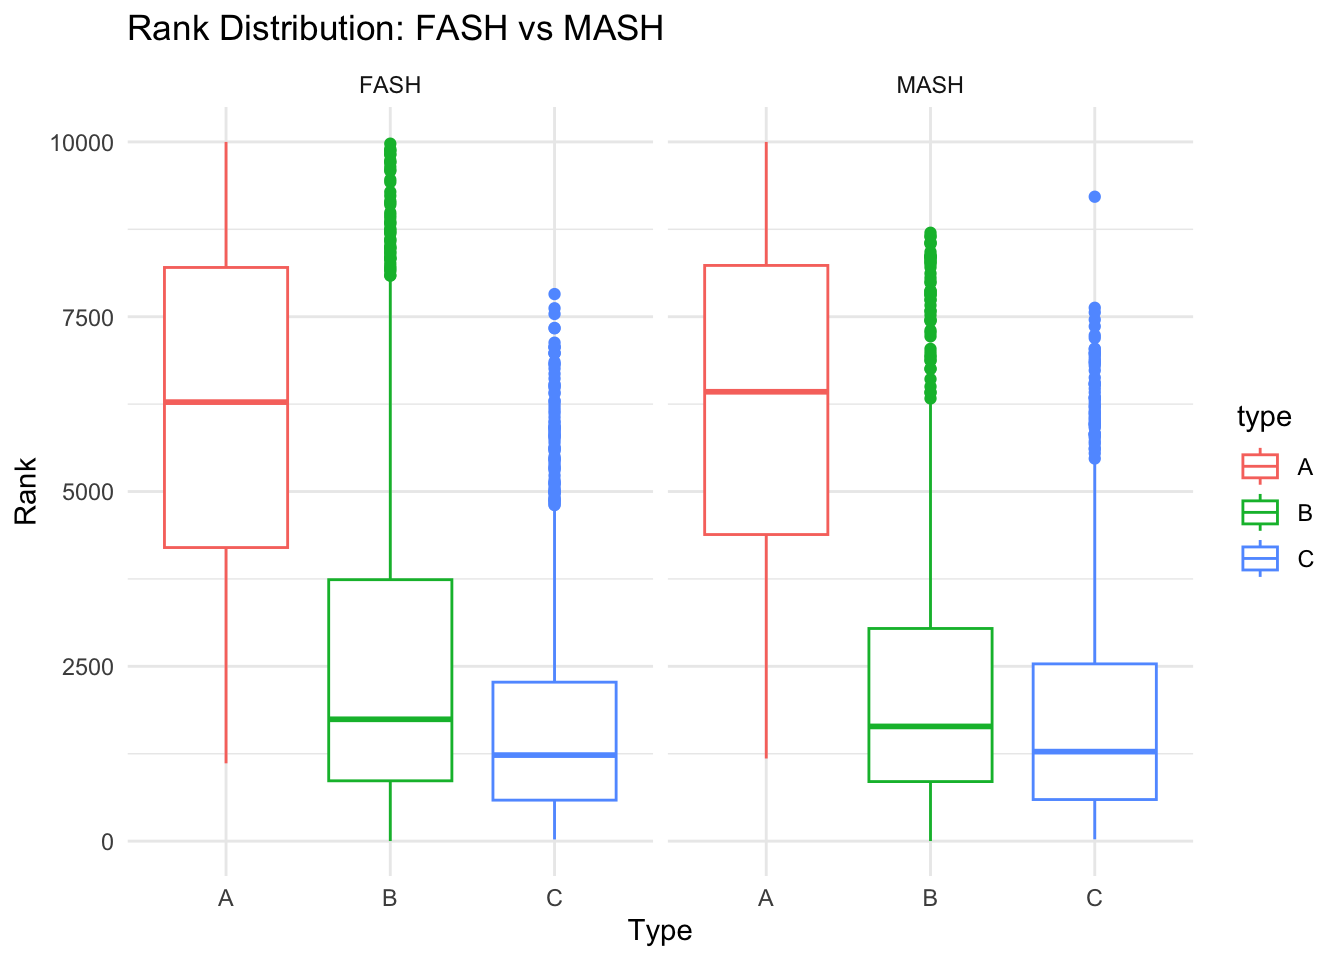 Rank Distribution: FASH vs MASH
FASH
MASH
Rank
10000
7500
5000
2500
0
A
B
C
A
B
C
Type
type
A
B
C